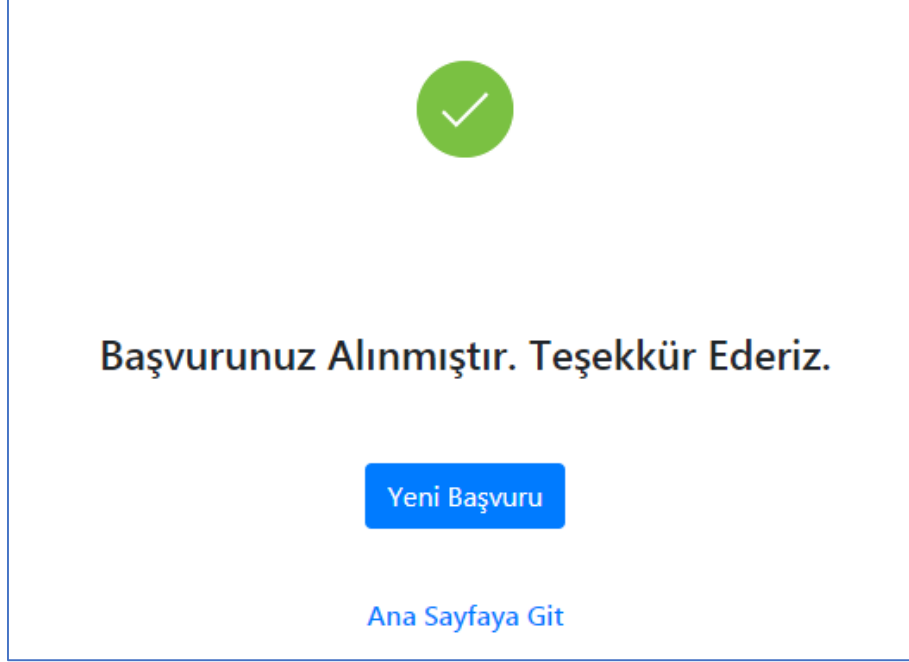 Başvurunuz Alınmıştır. Teşekkür Ederiz.
Yeni Başvuru
Ana Sayfaya Git